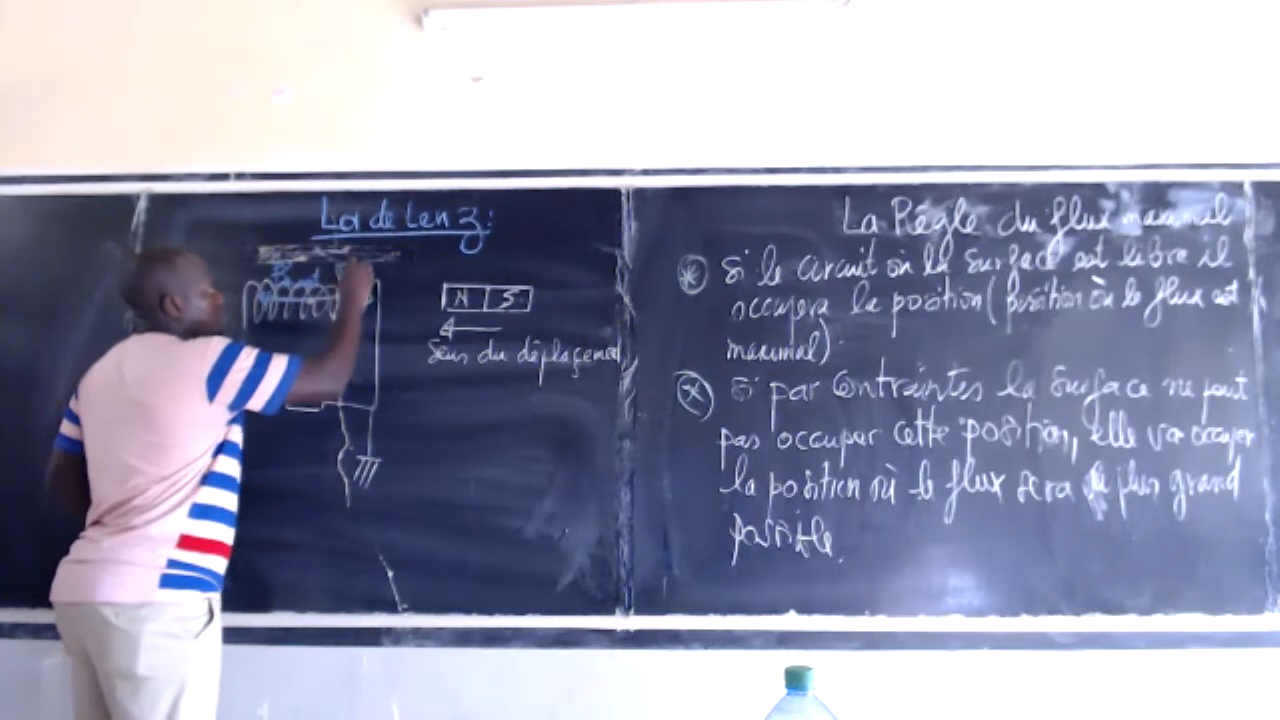 Loi de Lenz:
N S
Sens du déplacement
La Règle du flux maximal
* Si le circuit où la surface est libre il
occupera la position (position où le flux est
maximal)
* Si par contraintes la surface ne peut
pas occuper cette position, elle va occuper
la position où le flux sera le plus grand
possible.